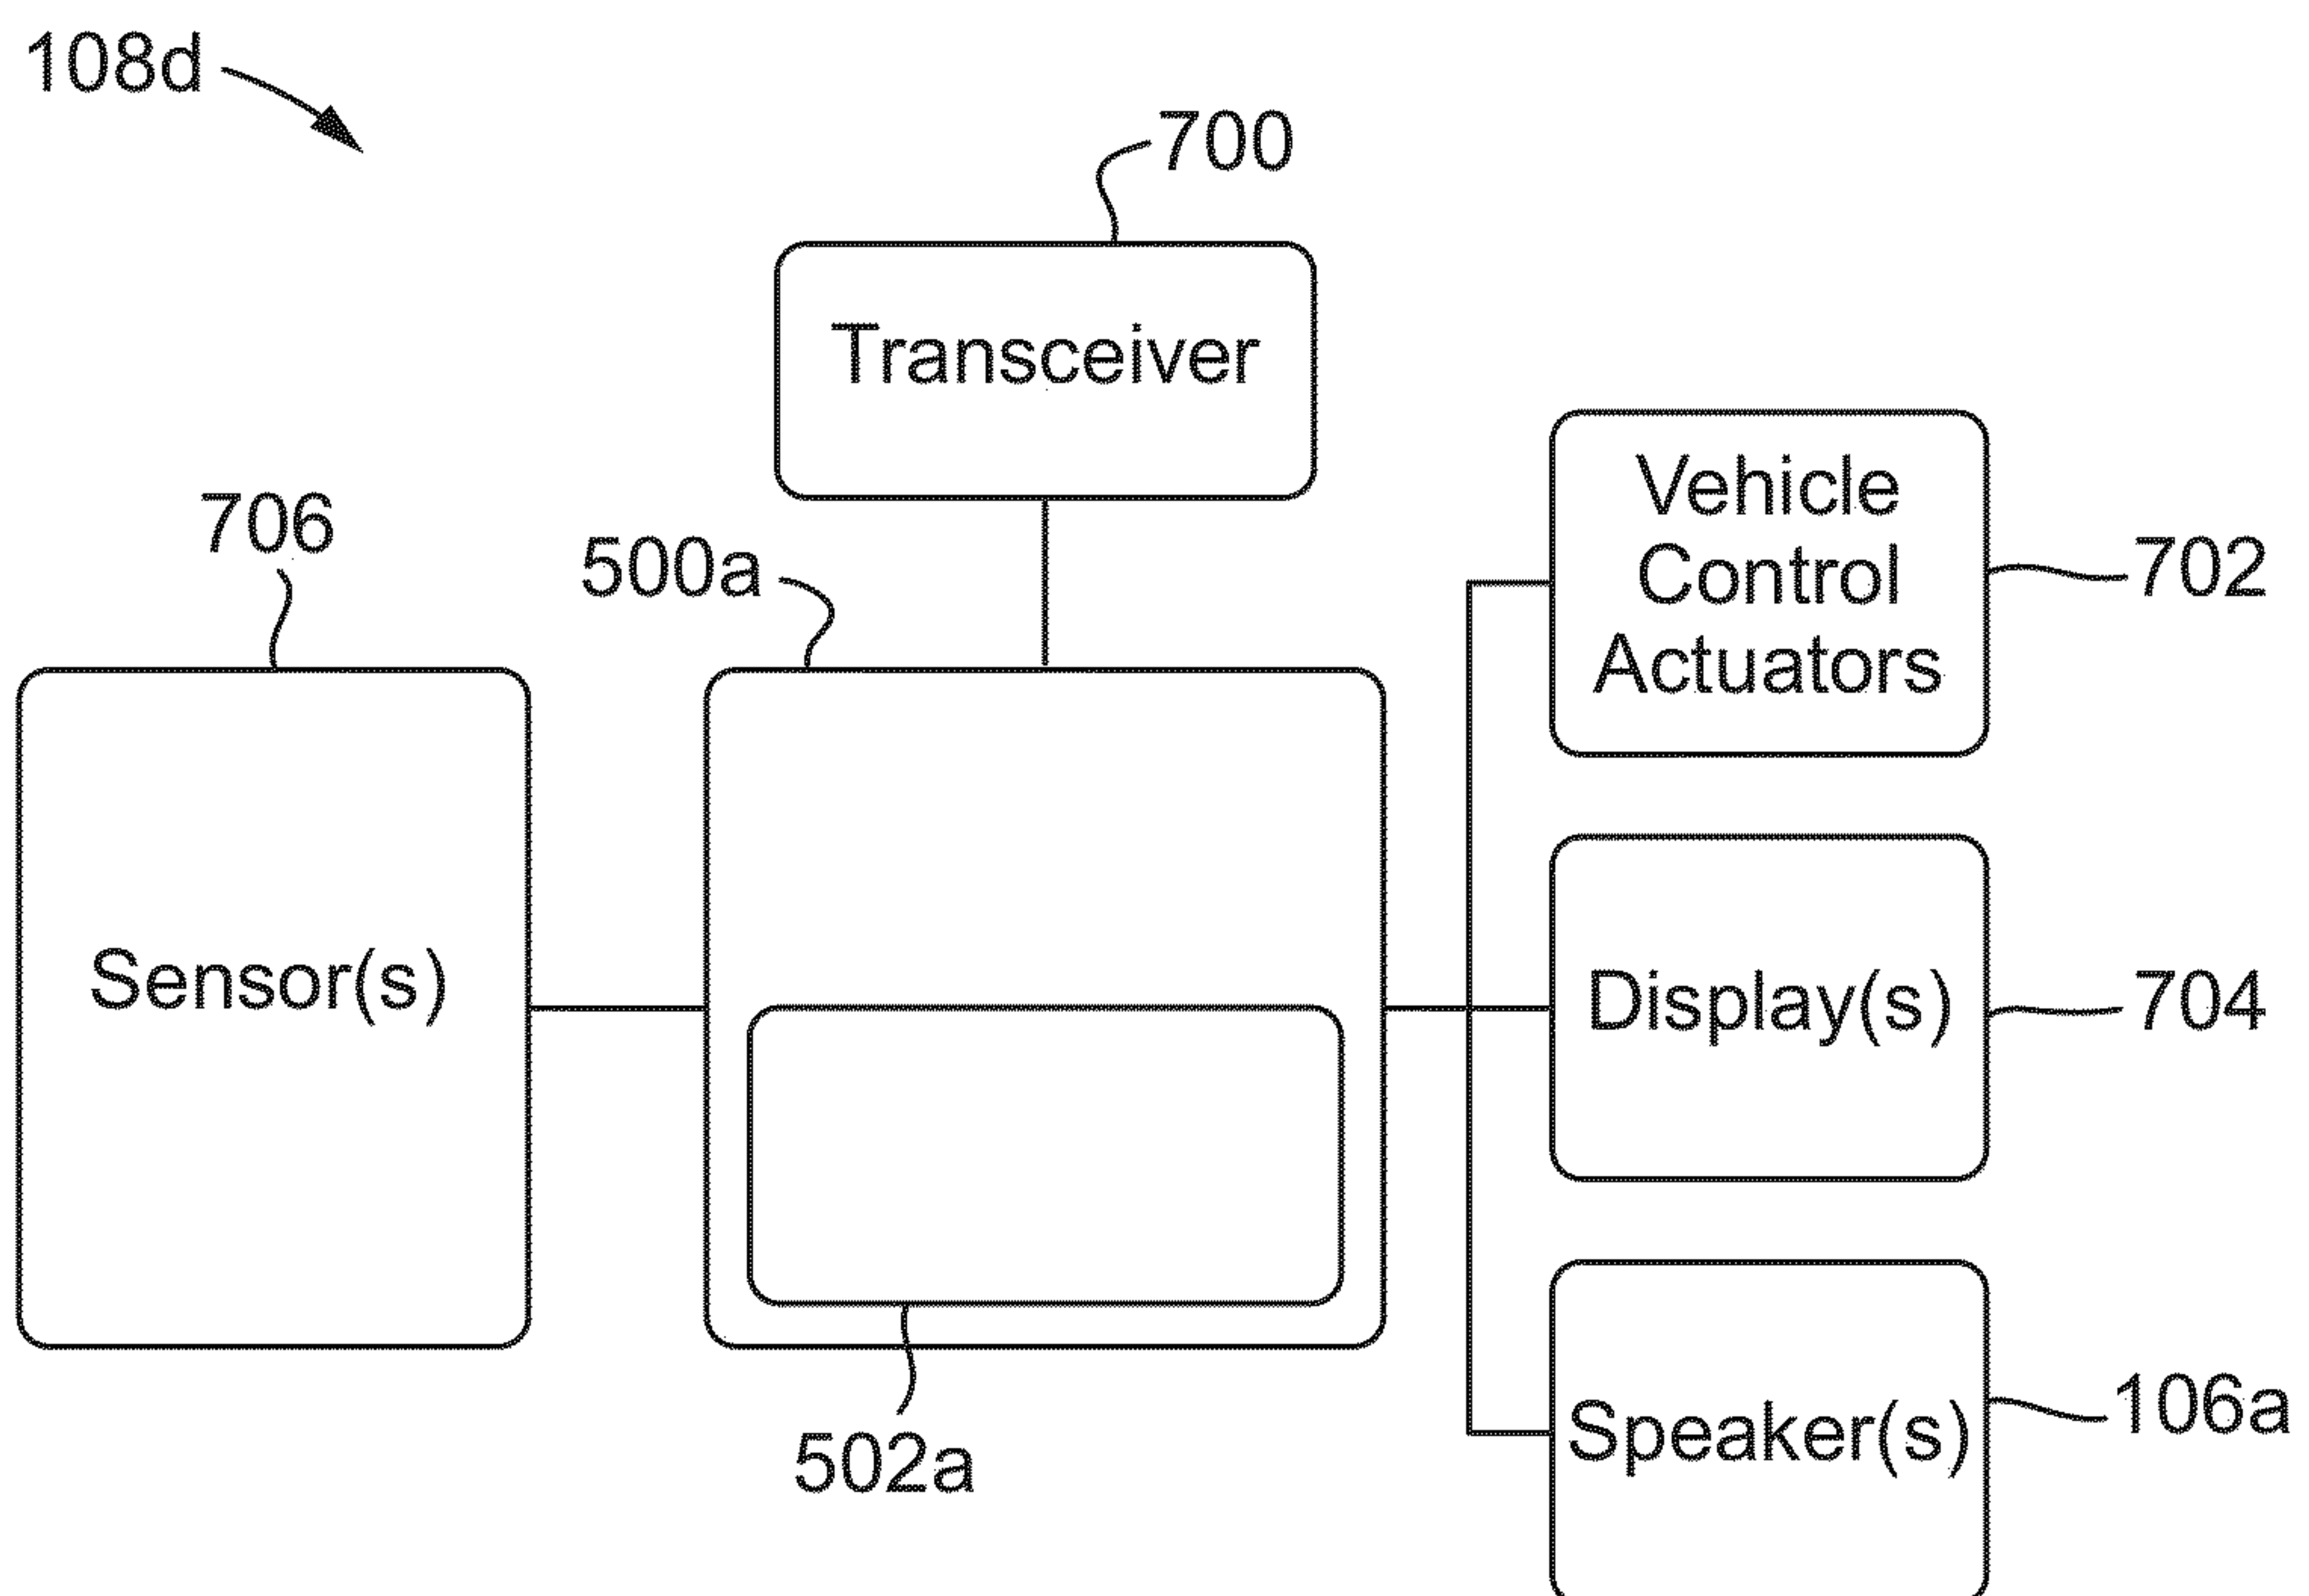 108d
700
Transceiver
706
500a
Vehicle
Control
Actuators
702
Sensor(s)
Display(s)
704
Speaker(s)
106a
502a